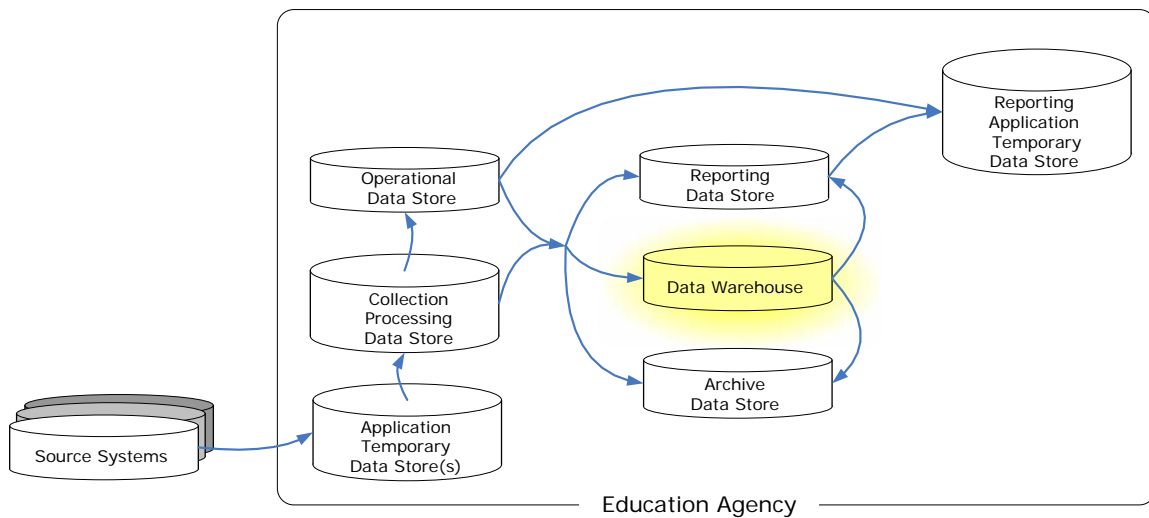 Reporting
Application
Temporary
Data Store
Operational
Data Store
Reporting
Data Store
Data Warehouse
Collection
Processing
Data Store
Archive
Data Store
Application
Temporary
Data Store(s)
Source Systems
Education Agency